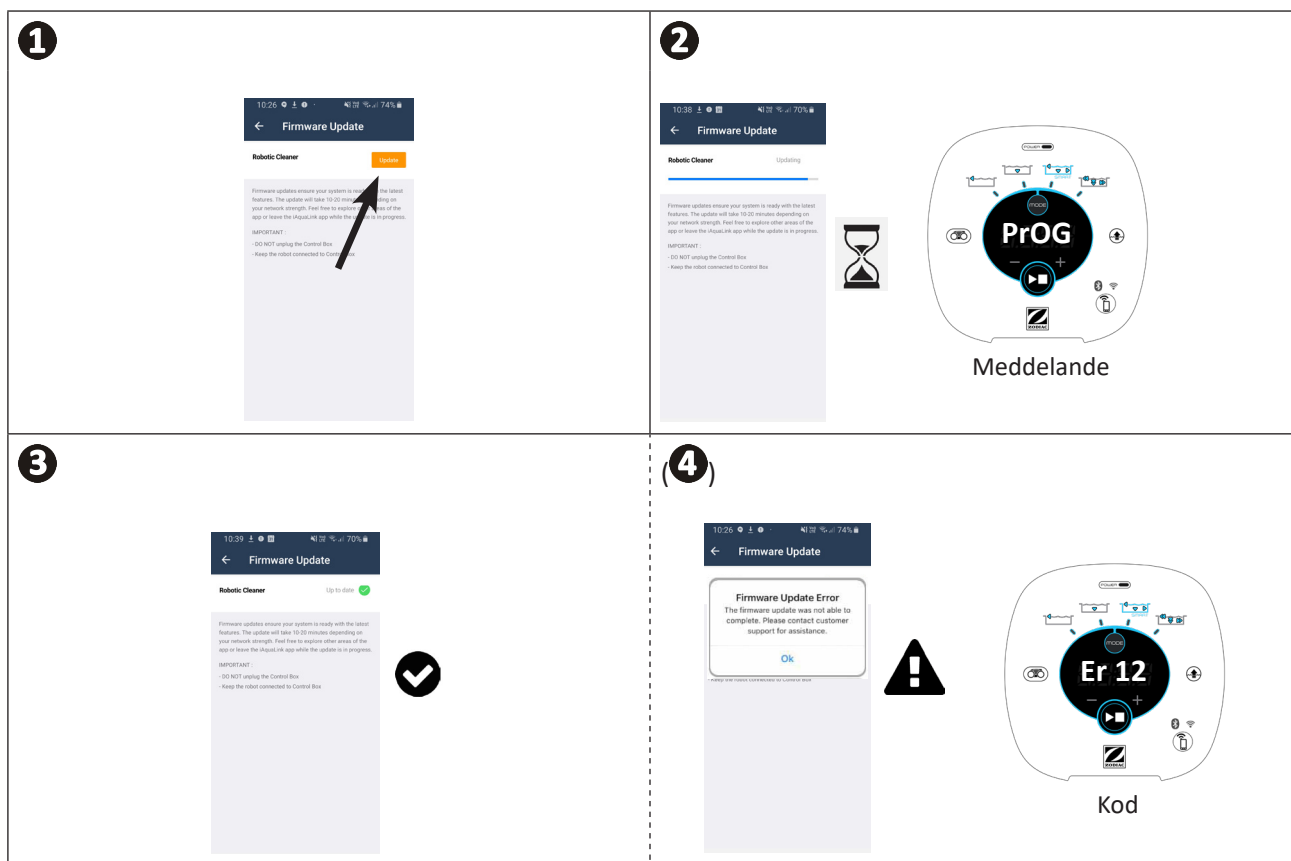 1
10:26 74%
Firmware Update
Robotic Cleaner Update
Firmware updates ensure your system is ready the latest
features. The update will take 10-20 minutes depending on
your network strength. Feel free to explore areas of the
app or leave the iAquaLink app while the update is in progress.
IMPORTANT :
- DO NOT unplug the Control Box
- Keep the robot connected to Control Box
2
10:38 70%
Firmware Update
Robotic Cleaner Updating
Firmware updates ensure your system is ready with the latest
features. The update will take 10-20 minutes depending on
your network strength. Feel free to explore other areas of the
app or leave the iAquaLink app while the update is in progress.
IMPORTANT :
- DO NOT unplug the Control Box
- Keep the robot connected to Control Box
POWER
MODE
PrOG
- +
ZODIAC
Meddelande
3
10:39 70%
Firmware Update
Robotic Cleaner Up to date
Firmware updates ensure your system is ready with the latest
features. The update will take 10-20 minutes depending on
your network strength. Feel free to explore other areas of the
app or leave the iAquaLink app while the update is in progress.
IMPORTANT :
- DO NOT unplug the Control Box
- Keep the robot connected to Control Box
(4)
10:26 74%
Firmware Update
Firmware Update Error
The firmware update was not able to
complete. Please contact customer
support for assistance.
Ok
- Keep the robot connected to Control Box
POWER
MODE
Er 12
- +
ZODIAC
Kod